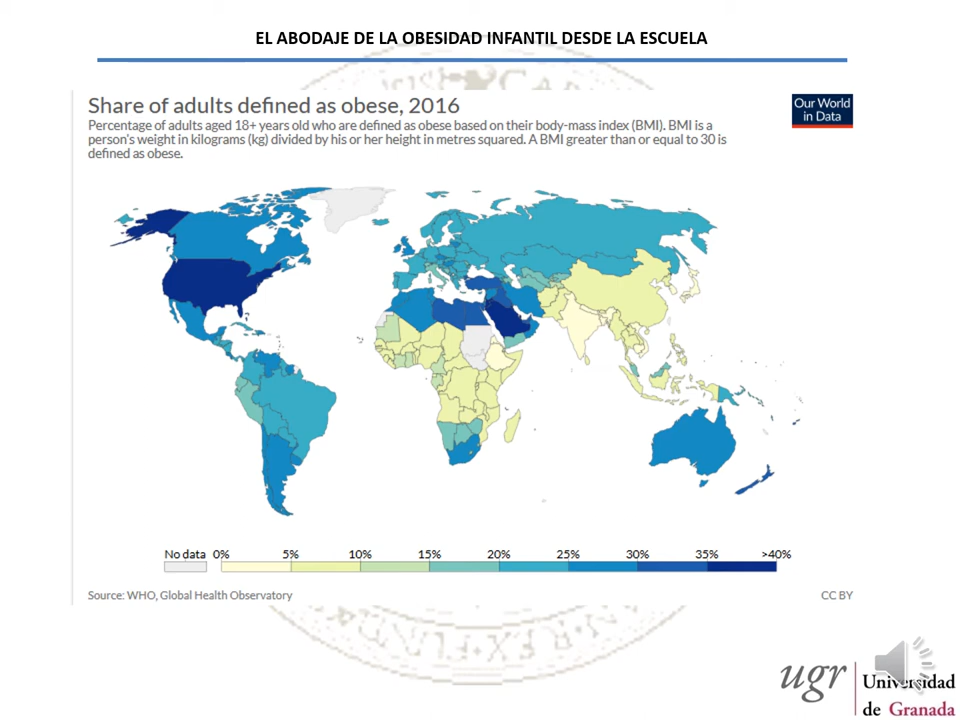 EL ABODAJE DE LA OBESIDAD INFANTIL DESDE LA ESCUELA
Share of adults defined as obese, 2016
Our World
in Data
Percentage of adults aged 18+ years old who are defined as obese based on their body-mass index (BMI). BMI is a
person's weight in kilograms (kg) divided by his or her height in metres squared. A BMI greater than or equal to 30 is
defined as obese.
No data 0% 5% 10% 15% 20% 25% 30% 35% >40%
Source: WHO, Global Health Observatory
CC BY
ugr
Universidad
de Granada